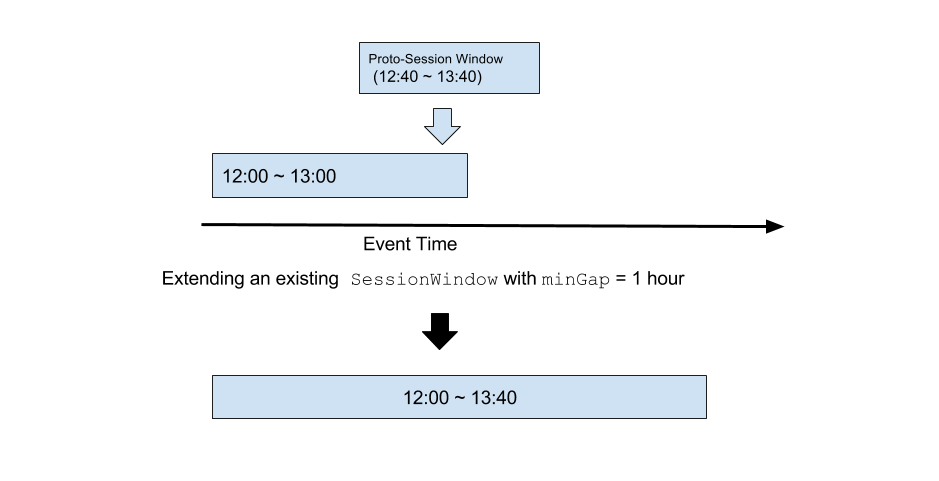 Proto-Session Window
(12:40 ~ 13:40)
12:00 ~ 13:00
Event Time
Extending an existing SessionWindow with minGap = 1 hour
12:00 ~ 13:40